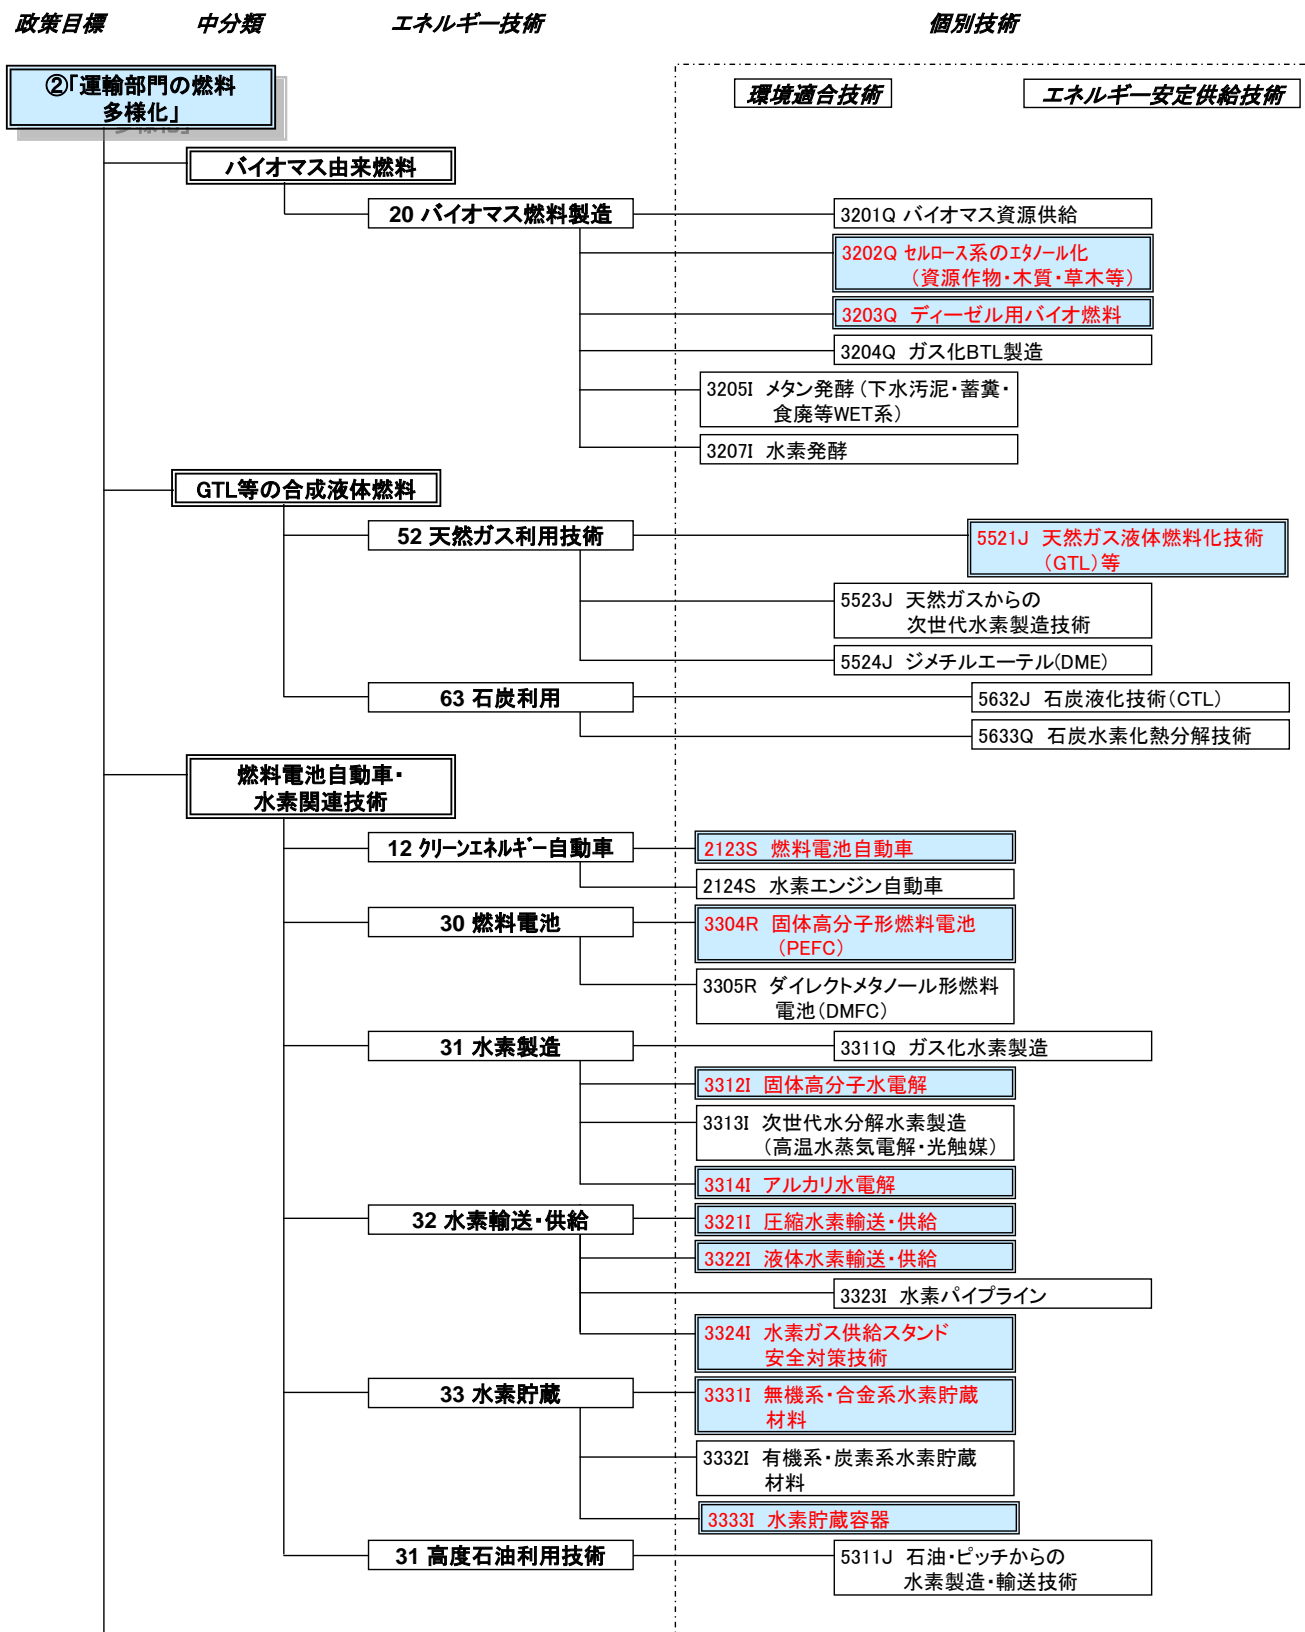 政策目標 中分類 エネルギー技術 個別技術
②「運輸部門の燃料
多様化」
環境適合技術 エネルギー安定供給技術
バイオマス由来燃料
20 バイオマス燃料製造
3201Q バイオマス資源供給
3202Q セルロース系のエタノール化
（資源作物・木質・草木等）
3203Q ディーゼル用バイオ燃料
3204Q ガス化BTL製造
3205I メタン発酵（下水汚泥・蓄糞・
食廃等WET系）
3207I 水素発酵
GTL等の合成液体燃料
52 天然ガス利用技術
5521J 天然ガス液体燃料化技術
（GTL）等
5523J 天然ガスからの
次世代水素製造技術
5524J ジメチルエーテル(DME)
63 石炭利用
5632J 石炭液化技術（CTL）
5633Q 石炭水素化熱分解技術
燃料電池自動車・
水素関連技術
12 クリーンエネルギー自動車
2123S 燃料電池自動車
2124S 水素エンジン自動車
30 燃料電池
3304R 固体高分子形燃料電池
（PEFC）
3305R ダイレクトメタノール形燃料
電池（DMFC）
31 水素製造
3311Q ガス化水素製造
3312I 固体高分子水電解
3313I 次世代水分解水素製造
（高温水蒸気電解・光触媒）
3314I アルカリ水電解
32 水素輸送・供給
3321I 圧縮水素輸送・供給
3322I 液体水素輸送・供給
3323I 水素パイプライン
3324I 水素ガス供給スタンド
安全対策技術
33 水素貯蔵
3331I 無機系・合金系水素貯蔵
材料
3332I 有機系・炭素系水素貯蔵
材料
3333I 水素貯蔵容器
31 高度石油利用技術
5311J 石油・ピッチからの
水素製造・輸送技術